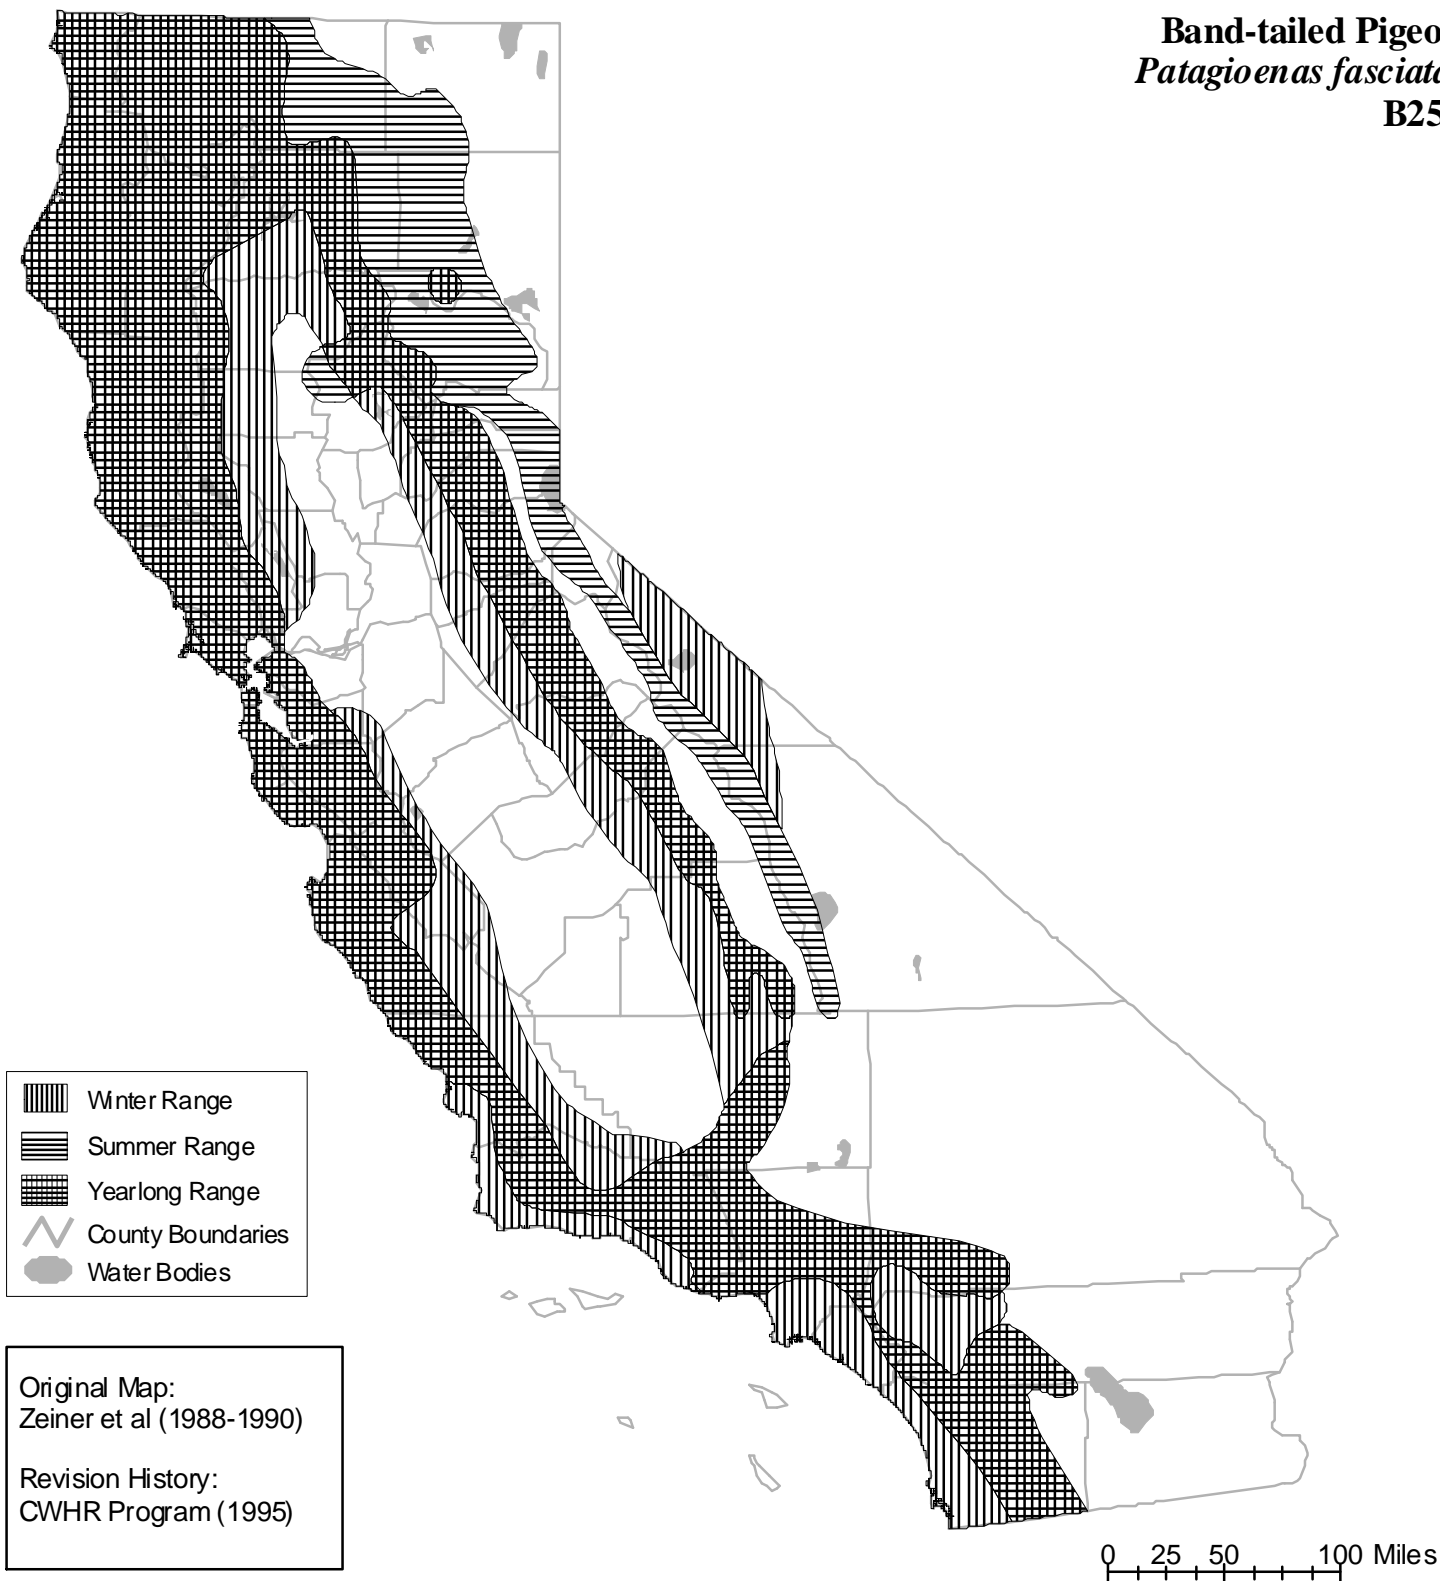 Band-tailed Pigeo
Patagioenas fasciata
B25
Winter Range
Summer Range
Yearlong Range
County Boundaries
Water Bodies
Original Map:
Zeiner et al (1988-1990)
Revision History:
CWHR Program (1995)
0 25 50 100 Miles